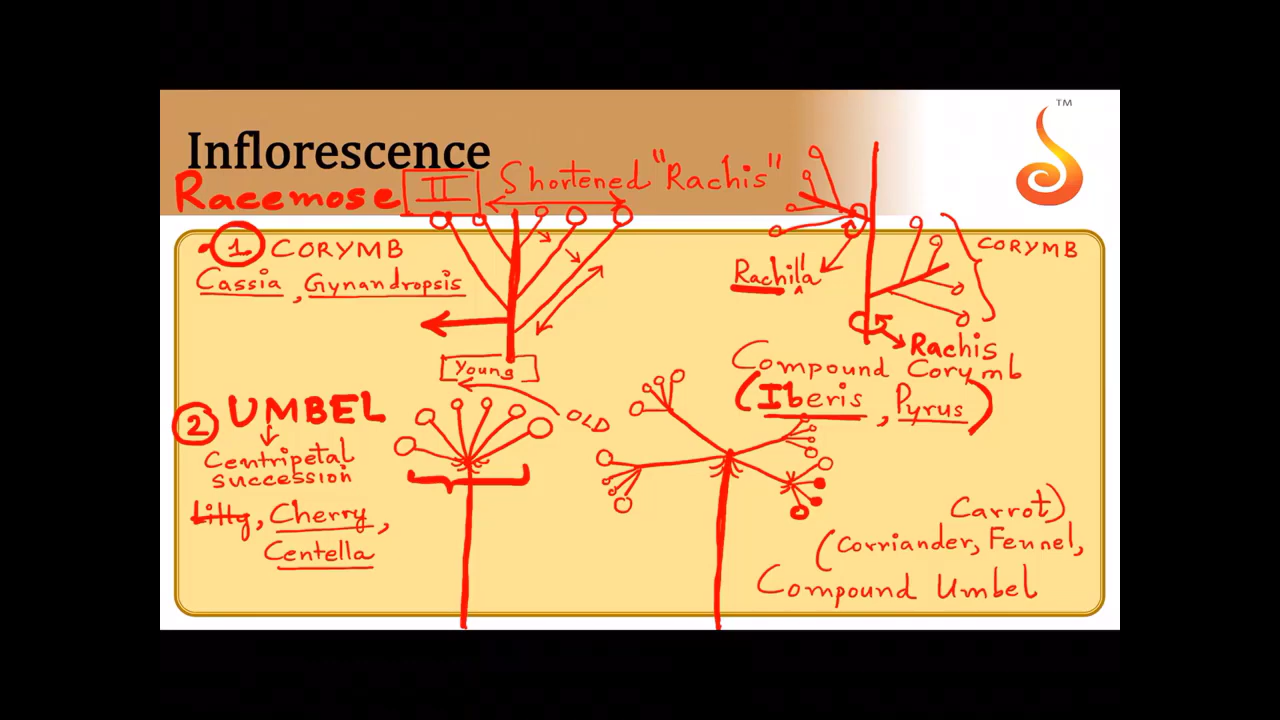 TM
Inflorescence
Racemose II Shortened "Rachis"
1 CORYMB
Cassia, Gynandropsis
Young
OLD
Rachilla
CORYMB
Rachis
Compound Corymb
(Iberis, Pyrus)
2 UMBEL
Centripetal
succession
Lilly, Cherry,
Centella
Carrot)
(Corriander, Fennel,
Compound Umbel